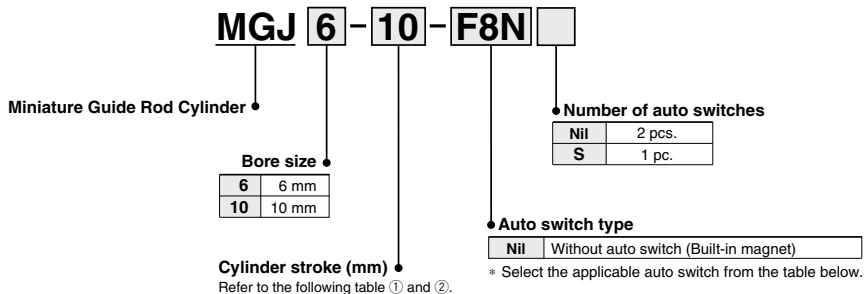 MGJ 6 - 10 - F8N
Miniature Guide Rod Cylinder
Number of auto switches
Nil 2 pcs.
S 1 pc.
Bore size
6 6 mm
10 10 mm
Auto switch type
Nil Without auto switch (Built-in magnet)
* Select the applicable auto switch from the table below.
Cylinder stroke (mm)
Refer to the following table ① and ②.